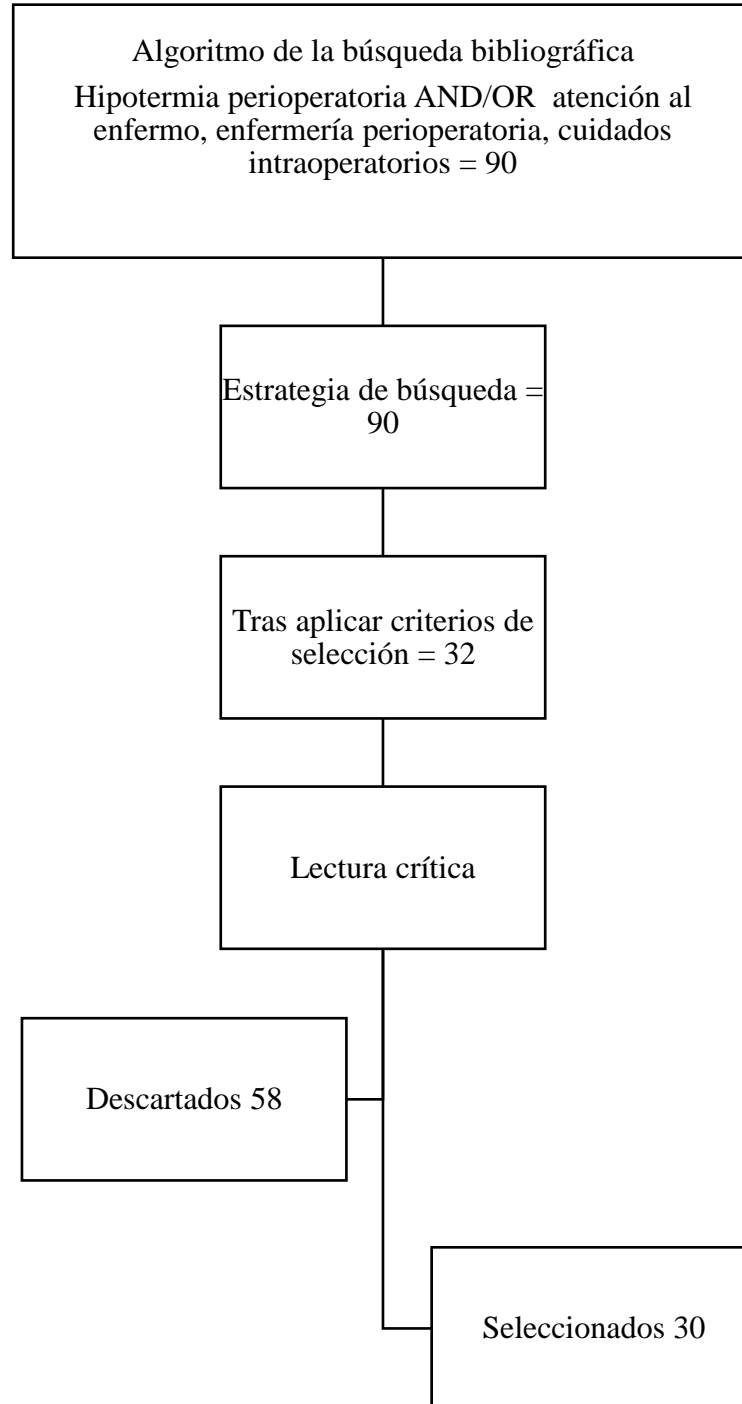 Algoritmo de la búsqueda bibliográfica
Hipotermia perioperatoria AND/OR atención al
enfermo, enfermería perioperatoria, cuidados
intraoperatorios = 90
Estrategia de búsqueda =
90
Tras aplicar criterios de
selección = 32
Lectura crítica
Descartados 58
Seleccionados 30